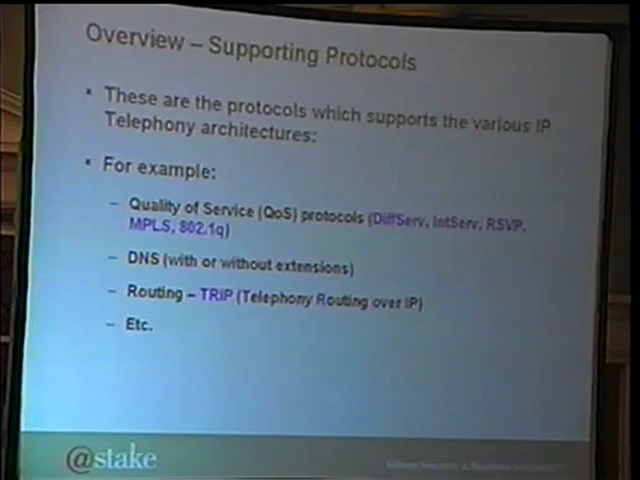 Overview – Supporting Protocols
▪ These are the protocols which supports the various IP
Telephony architectures:
▪ For example:
– Quality of Service (QoS) protocols (DiffServ, IntServ, RSVP,
MPLS, 802.1q)
– DNS (with or without extensions)
– Routing – TRIP (Telephony Routing over IP)
– Etc.
@stake